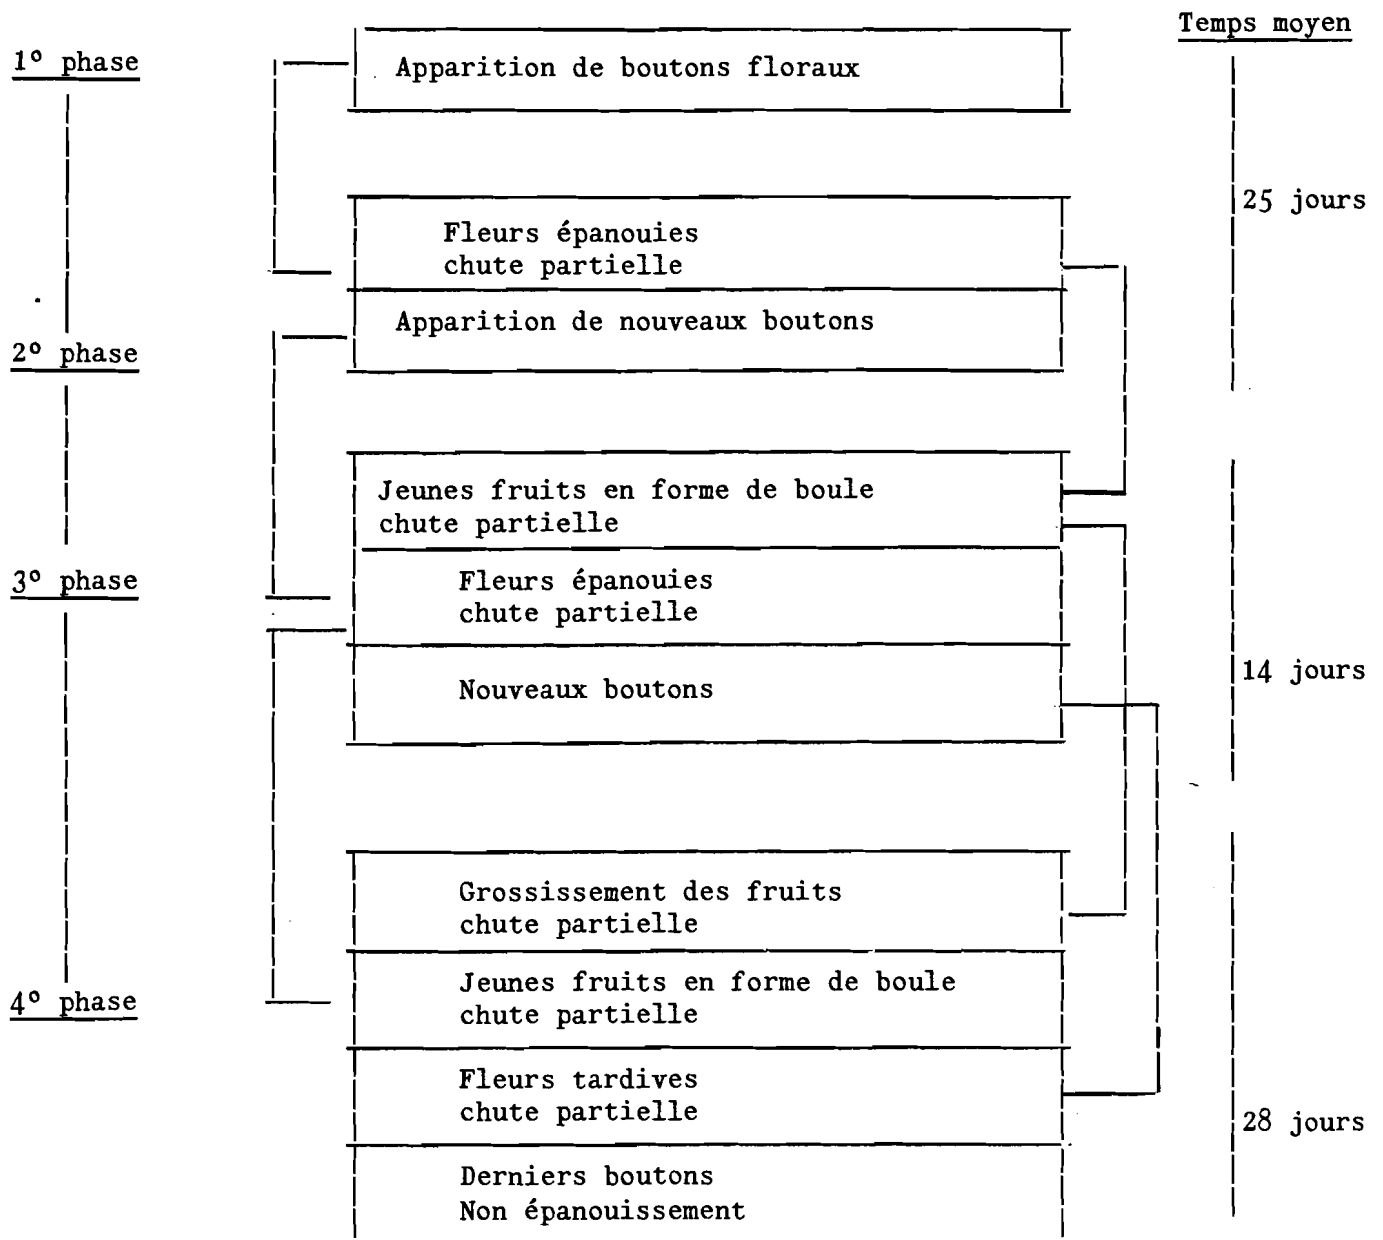 Temps moyen
1° phase
Apparition de boutons floraux
25 jours
Fleurs épanouies
chute partielle
Apparition de nouveaux boutons
2° phase
Jeunes fruits en forme de boule
chute partielle
3° phase
Fleurs épanouies
chute partielle
14 jours
Nouveaux boutons
Grossissement des fruits
chute partielle
Jeunes fruits en forme de boule
chute partielle
4° phase
Fleurs tardives
chute partielle
28 jours
Derniers boutons
Non épanouissement